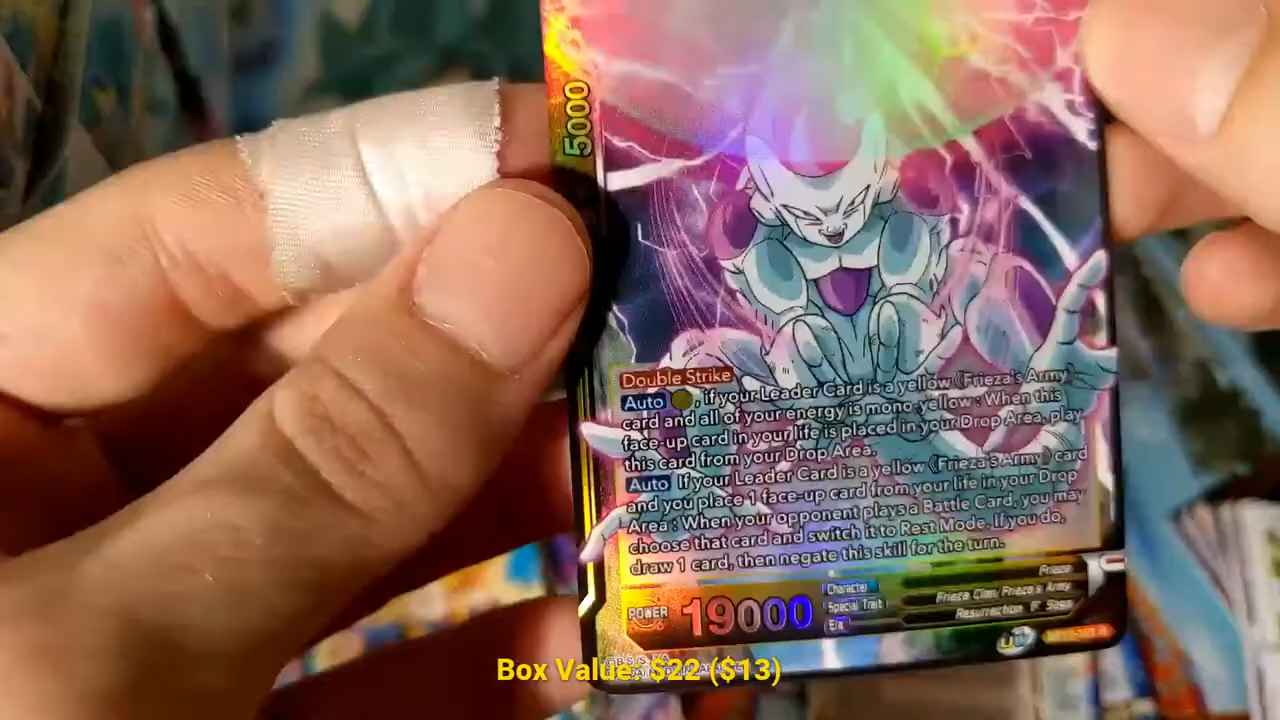 5000
Double Strike
Auto , if your Leader Card is a yellow《Frieza's Army》
card and all of your energy is mono-yellow : When this
face-up card in your life is placed in your Drop Area, play
this card from your Drop Area.
Auto If your Leader Card is a yellow《Frieza's Army》card
and you place 1 face-up card from your life in your Drop
Area : When your opponent plays a Battle Card, you may
choose that card and switch it to Rest Mode. If you do,
draw 1 card, then negate this skill for the turn.
POWER 19000
Character Frieza
Special Trait Frieza Clan, Frieza's Army
Era Resurrection 'F' Saga
Box Value: $22 ($13)